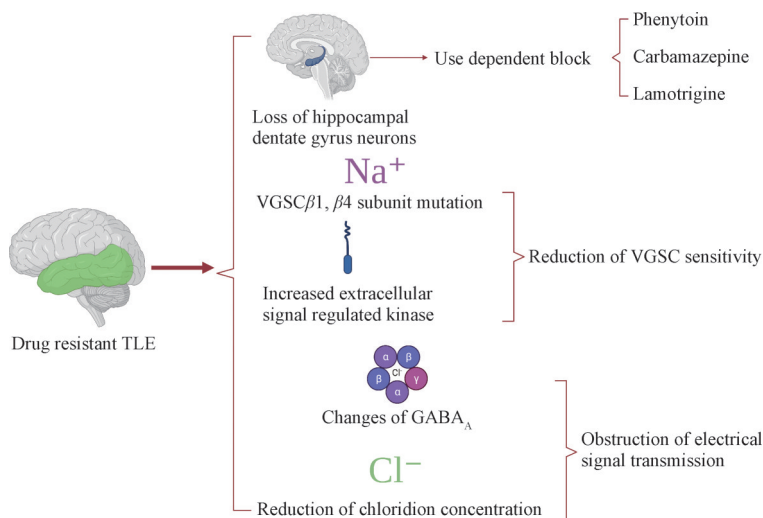 Phenytoin
Use dependent block
Carbamazepine
Lamotrigine
Loss of hippocampal
dentate gyrus neurons
Na⁺
VGSCβ1, β4 subunit mutation
Reduction of VGSC sensitivity
Increased extracellular
signal regulated kinase
Drug resistant TLE
α β
β Cl⁻ γ
α
Changes of GABA_A
Obstruction of electrical
signal transmission
Cl⁻
Reduction of chloridion concentration